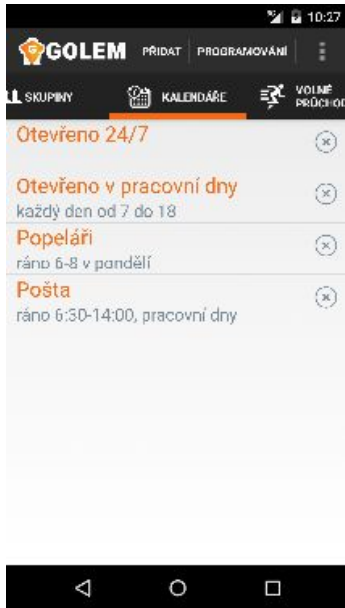 10:27
GOLEM PŘIDAT PROGRAMOVÁNÍ
SKUPINY KALENDÁŘE VOLNÉ
PRŮCHOD
Otevřeno 24/7
Otevřeno v pracovní dny
každý den od 7 do 18
Popeláři
ráno 6-8 v pondělí
Pošta
ráno 6:30-14:00, pracovní dny